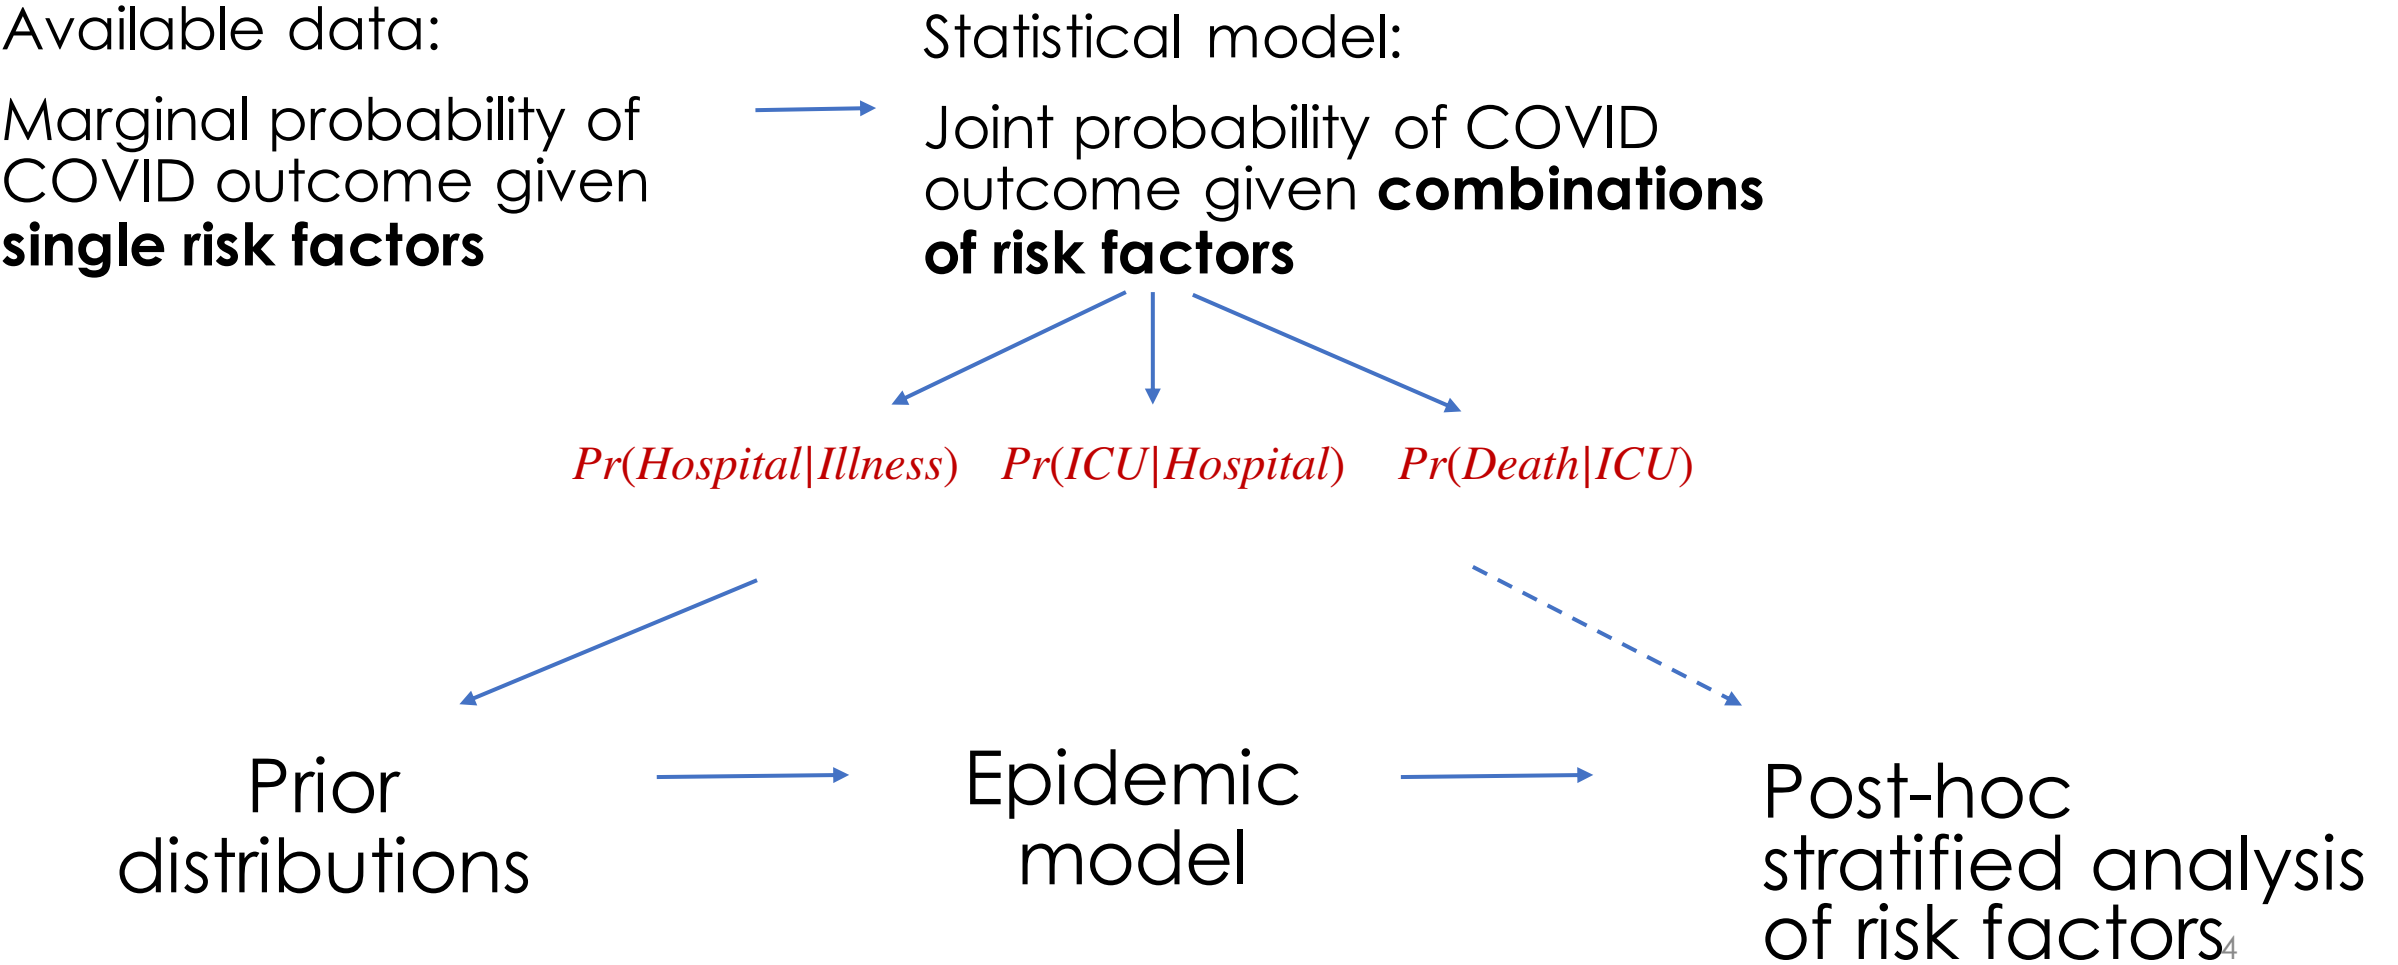 Available data:
Marginal probability of
COVID outcome given
single risk factors
Statistical model:
Joint probability of COVID
outcome given combinations
of risk factors
Pr(Hospital|Illness)
Pr(ICU|Hospital)
Pr(Death|ICU)
Prior
distributions
Epidemic
model
Post-hoc
stratified analysis
of risk factors
4